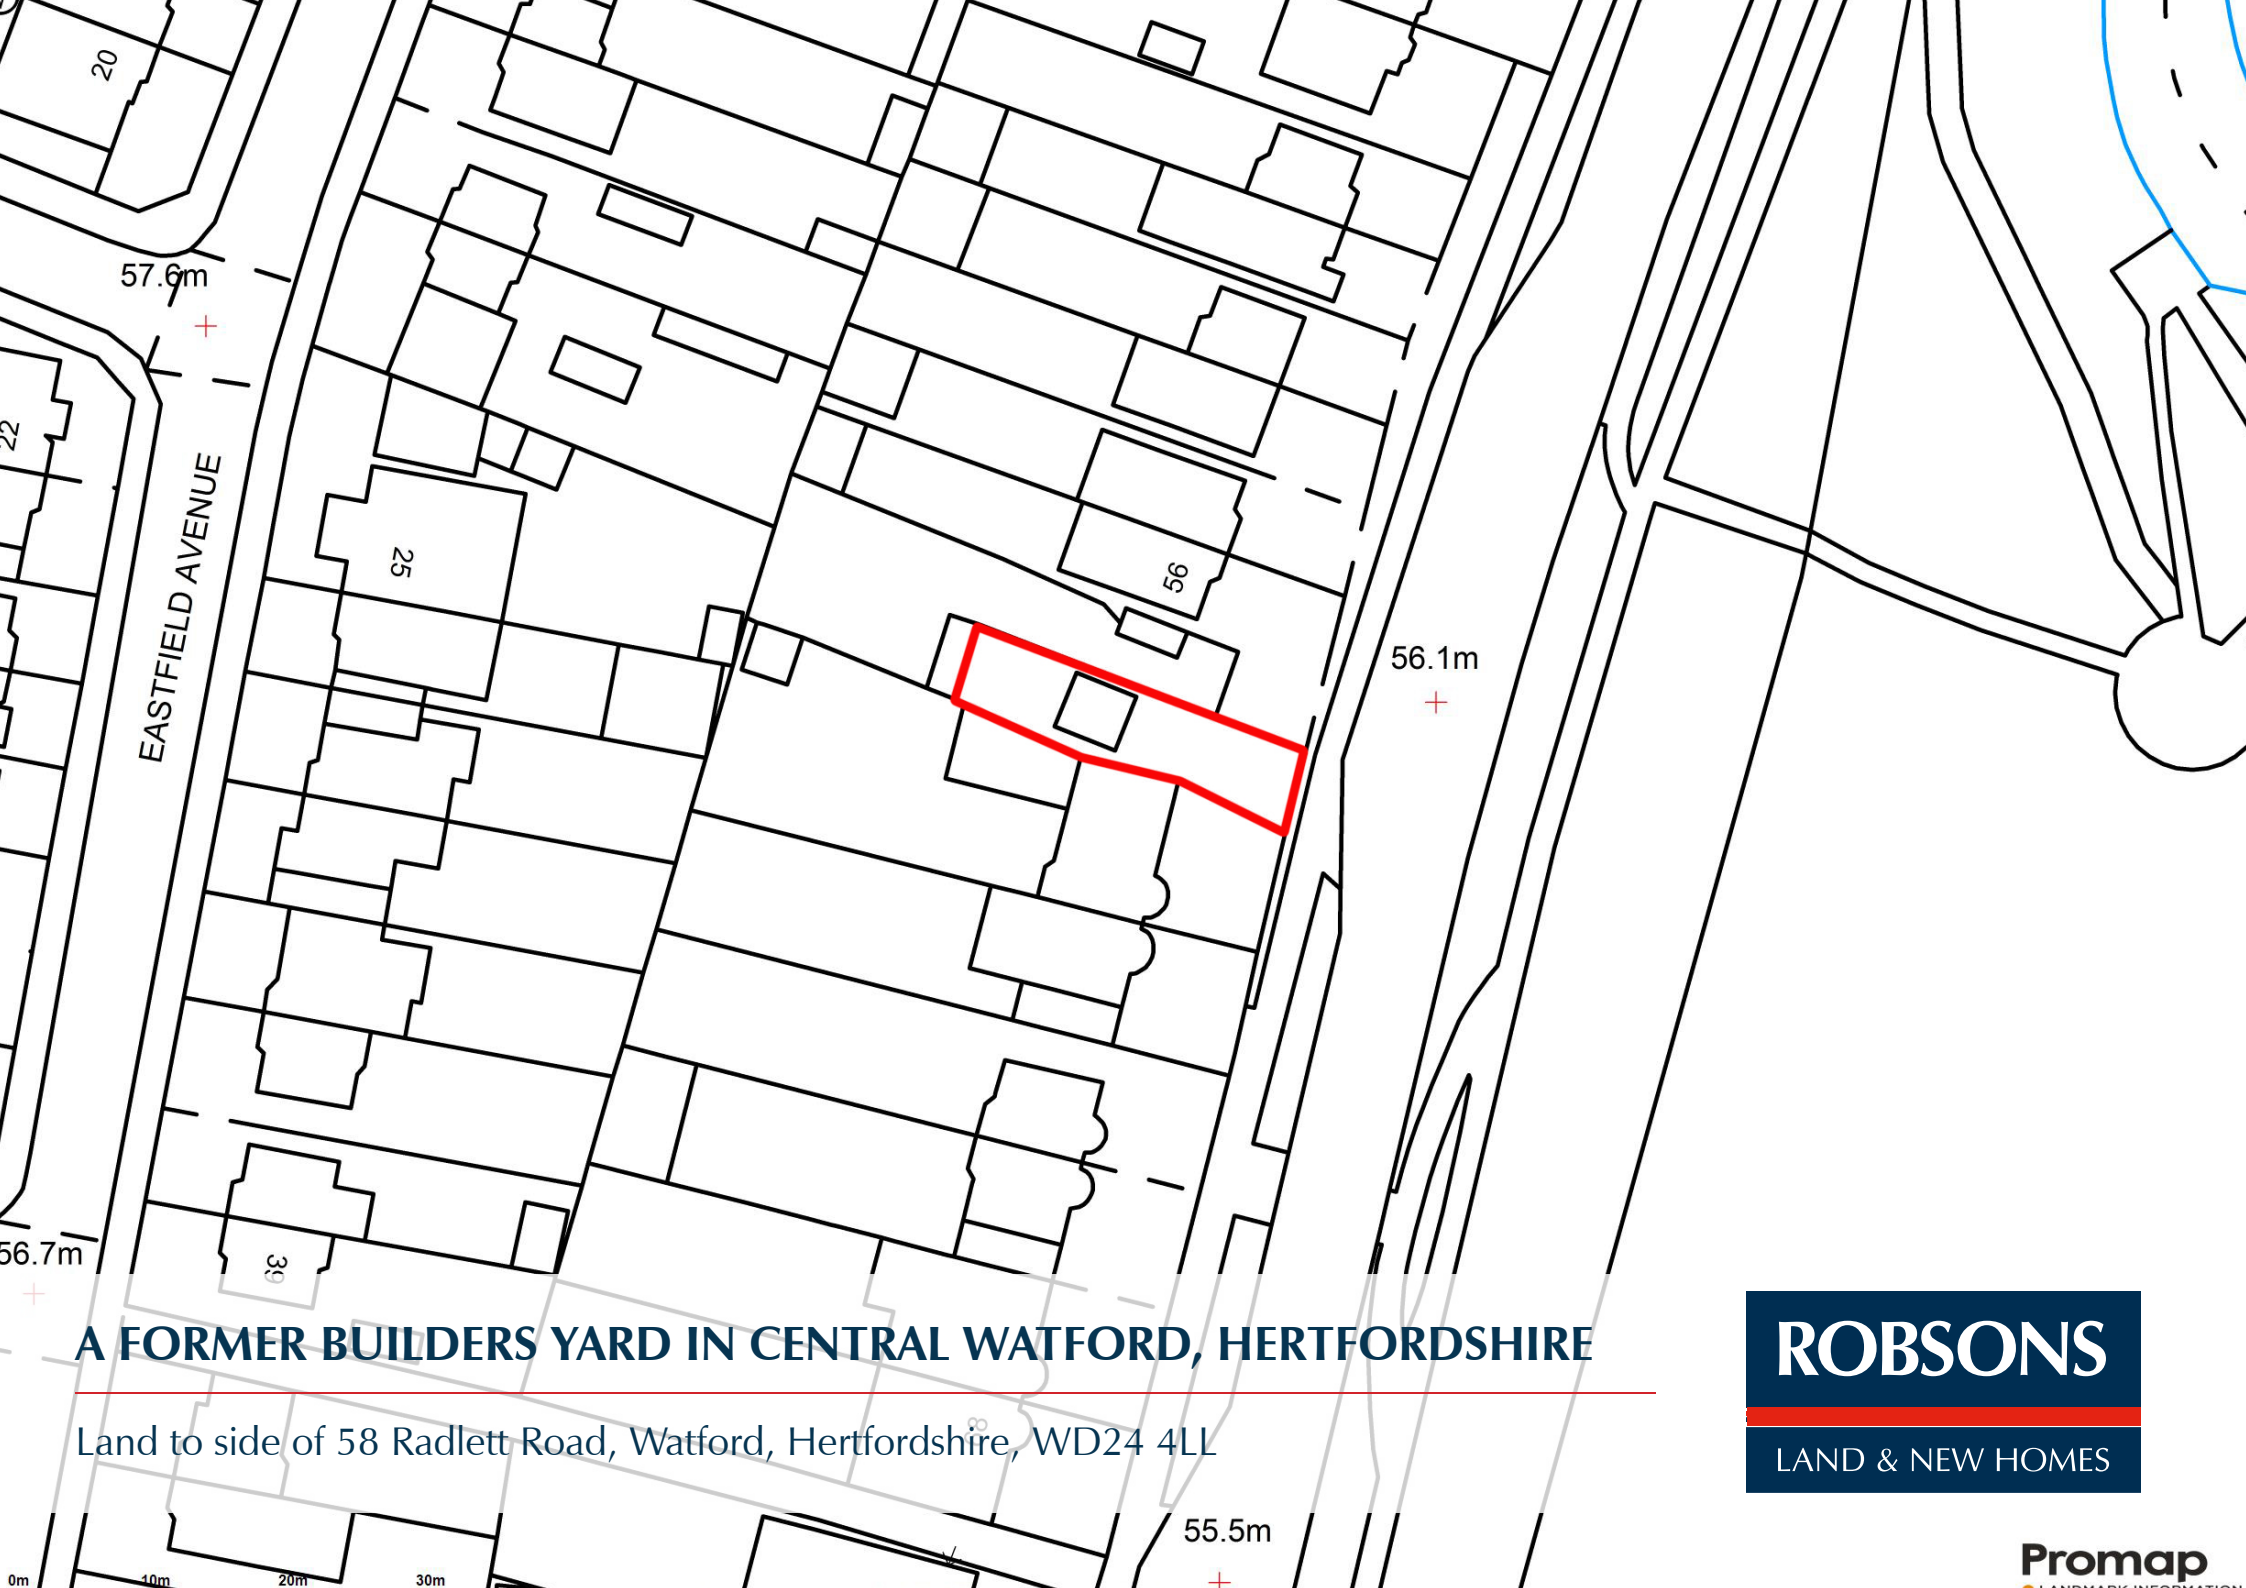 20
57.6m
22
EASTFIELD AVENUE
25
56
56.1m
56.7m
39
A FORMER BUILDERS YARD IN CENTRAL WATFORD, HERTFORDSHIRE
Land to side of 58 Radlett Road, Watford, Hertfordshire, WD24 4LL
ROBSONS
LAND & NEW HOMES
55.5m
0m 10m 20m 30m
Promap
LANDMARK INFORMATION